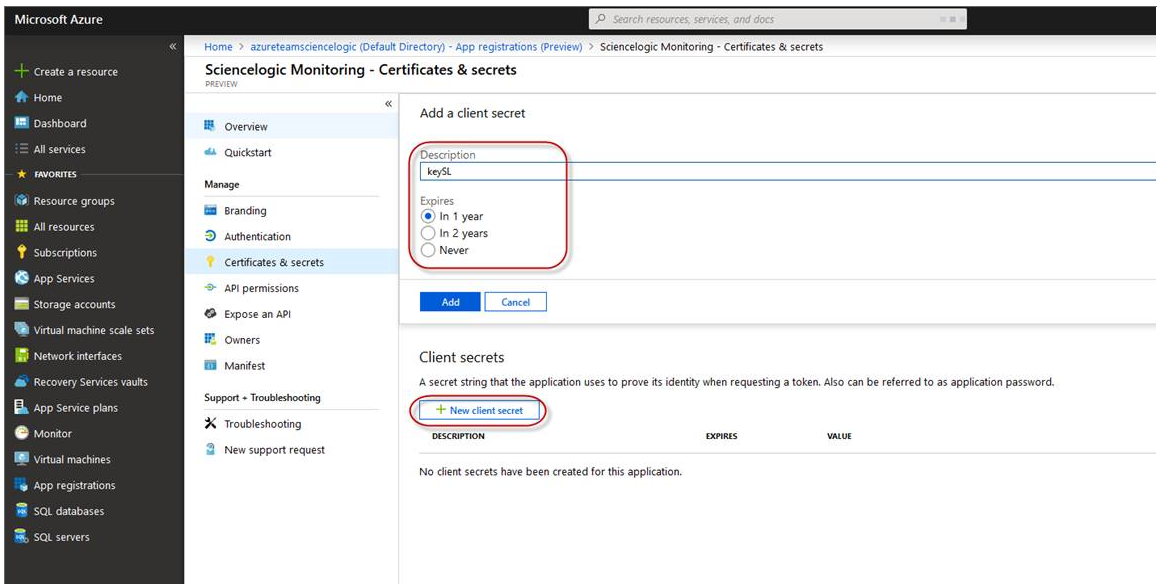 Microsoft Azure
Search resources, services, and docs
«
Home > azureteamsciencelogic (Default Directory) - App registrations (Preview) > Sciencelogic Monitoring - Certificates & secrets
Sciencelogic Monitoring - Certificates & secrets
PREVIEW
Create a resource
Home
Dashboard
All services
FAVORITES
Resource groups
All resources
Subscriptions
App Services
Storage accounts
Virtual machine scale sets
Network interfaces
Recovery Services vaults
App Service plans
Monitor
Virtual machines
App registrations
SQL databases
SQL servers
«
Overview
Quickstart
Manage
Branding
Authentication
Certificates & secrets
API permissions
Expose an API
Owners
Manifest
Support + Troubleshooting
Troubleshooting
New support request
Add a client secret
Description
keySL
Expires
In 1 year
In 2 years
Never
Add Cancel
Client secrets
A secret string that the application uses to prove its identity when requesting a token. Also can be referred to as application password.
+ New client secret
DESCRIPTION EXPIRES VALUE
No client secrets have been created for this application.